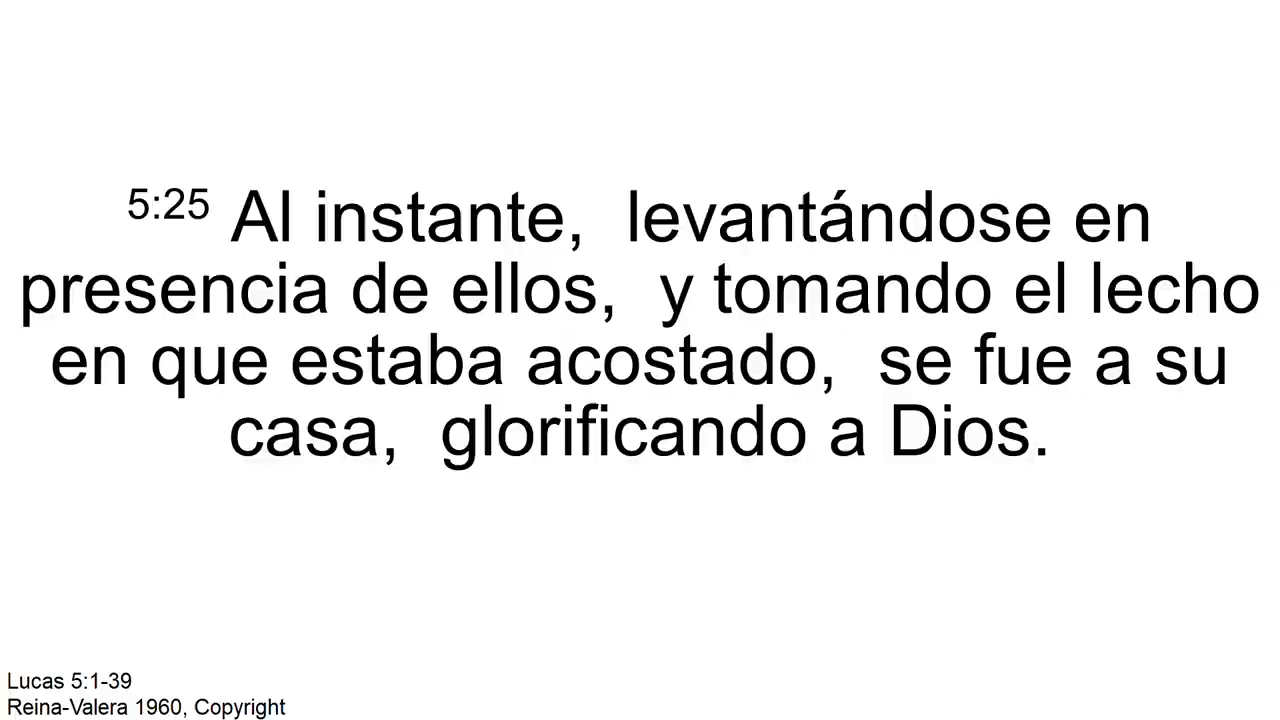 5:25 Al instante, levantándose en
presencia de ellos, y tomando el lecho
en que estaba acostado, se fue a su
casa, glorificando a Dios.
Lucas 5:1-39
Reina-Valera 1960, Copyright